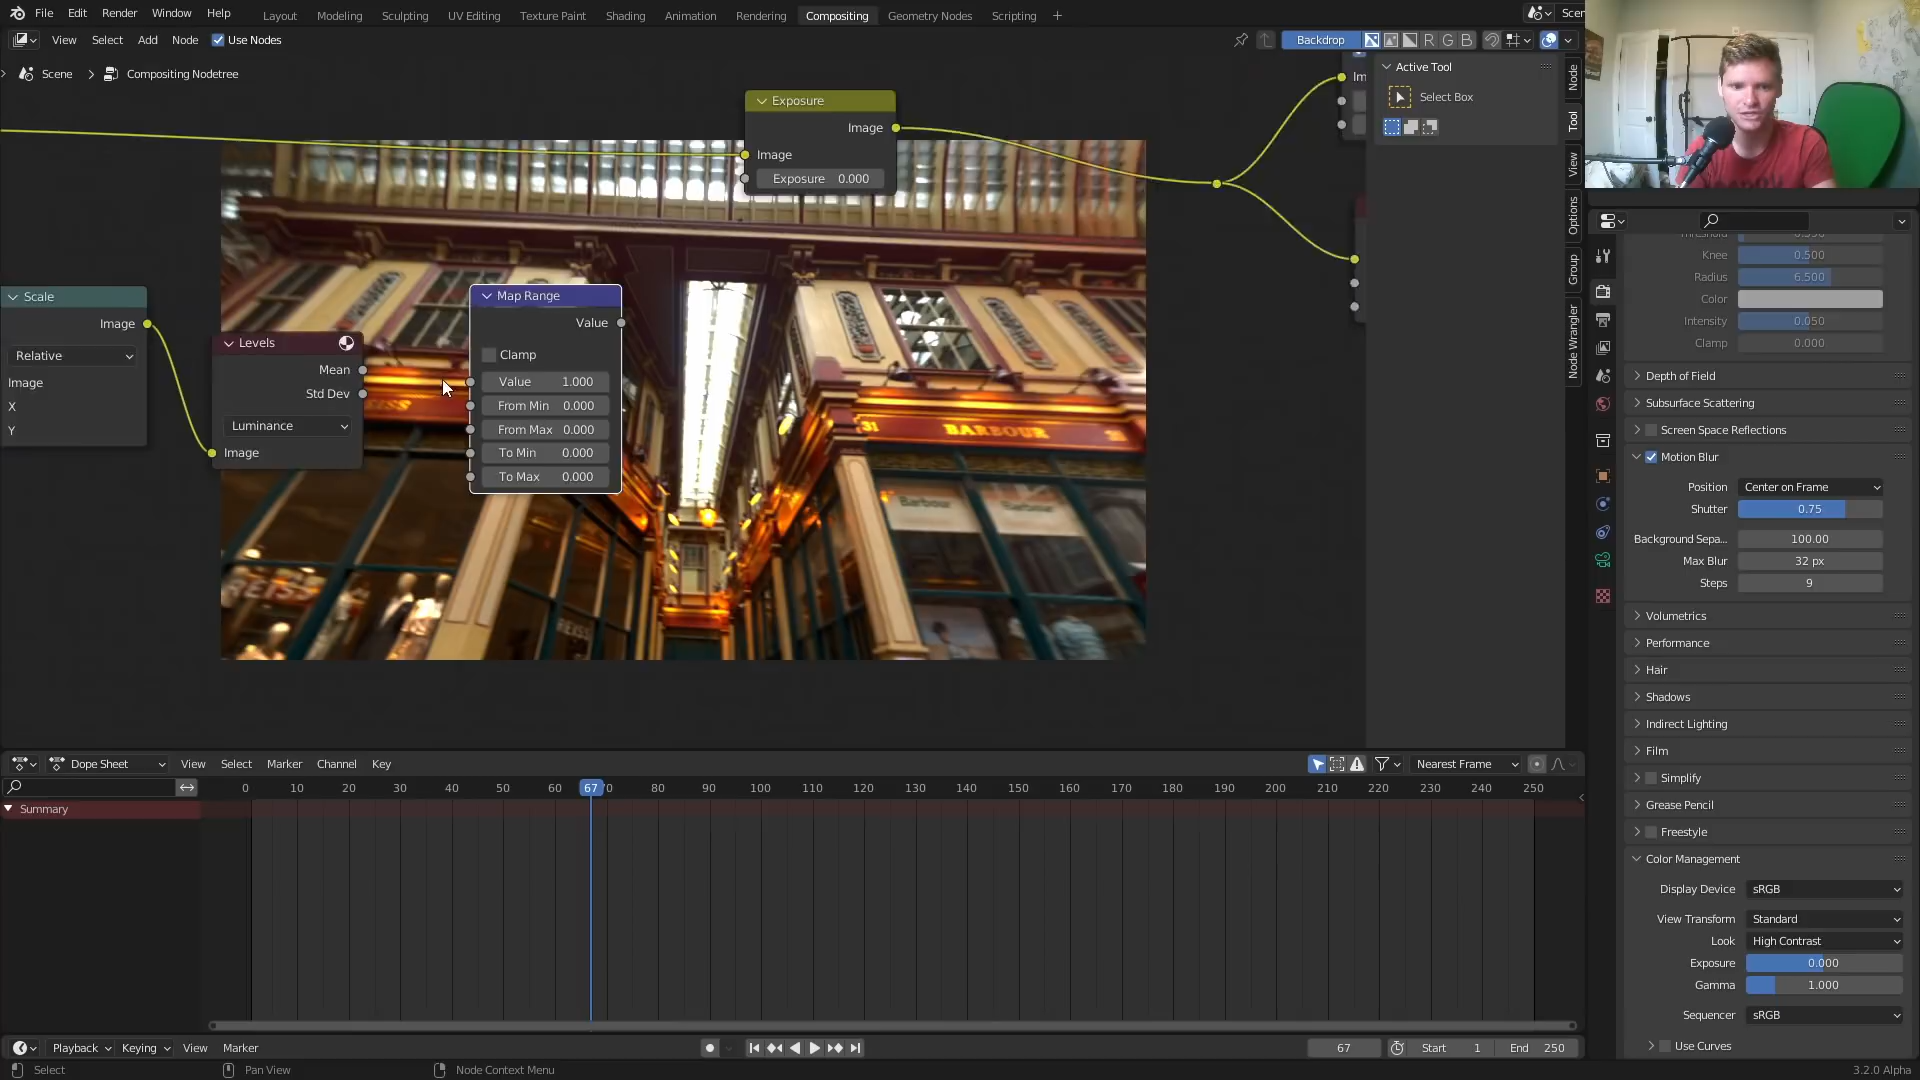 File Edit Render Window Help
Layout Modeling Sculpting UV Editing Texture Paint Shading Animation Rendering Compositing Geometry Nodes Scripting +
Scen
View Select Add Node Use Nodes
Backdrop R G B
Scene Compositing Nodetree
Active Tool
Select Box
Node
Tool
View
Options
Group
Node Wrangler
Exposure
Image
Image
Exposure 0.000
Im
Scale
Image
Relative
Image
X
Y
Levels
Mean
Std Dev
Luminance
Image
Map Range
Value
Clamp
Value 1.000
From Min 0.000
From Max 0.000
To Min 0.000
To Max 0.000
31 BARBOUR 31
Barbour
REISS
REISS
Knee 0.500
Radius 6.500
Color
Intensity 0.050
Clamp 0.000
Depth of Field
Subsurface Scattering
Screen Space Reflections
Motion Blur
Position Center on Frame
Shutter 0.75
Background Sepa... 100.00
Max Blur 32 px
Steps 9
Volumetrics
Performance
Hair
Shadows
Indirect Lighting
Film
Simplify
Grease Pencil
Freestyle
Color Management
Display Device sRGB
View Transform Standard
Look High Contrast
Exposure 0.000
Gamma 1.000
Sequencer sRGB
Use Curves
Dope Sheet View Select Marker Channel Key Nearest Frame
0 10 20 30 40 50 60 67 70 80 90 100 110 120 130 140 150 160 170 180 190 200 210 220 230 240 250
Summary
Playback Keying View Marker 67 Start 1 End 250
Select Pan View Node Context Menu 3.2.0 Alpha